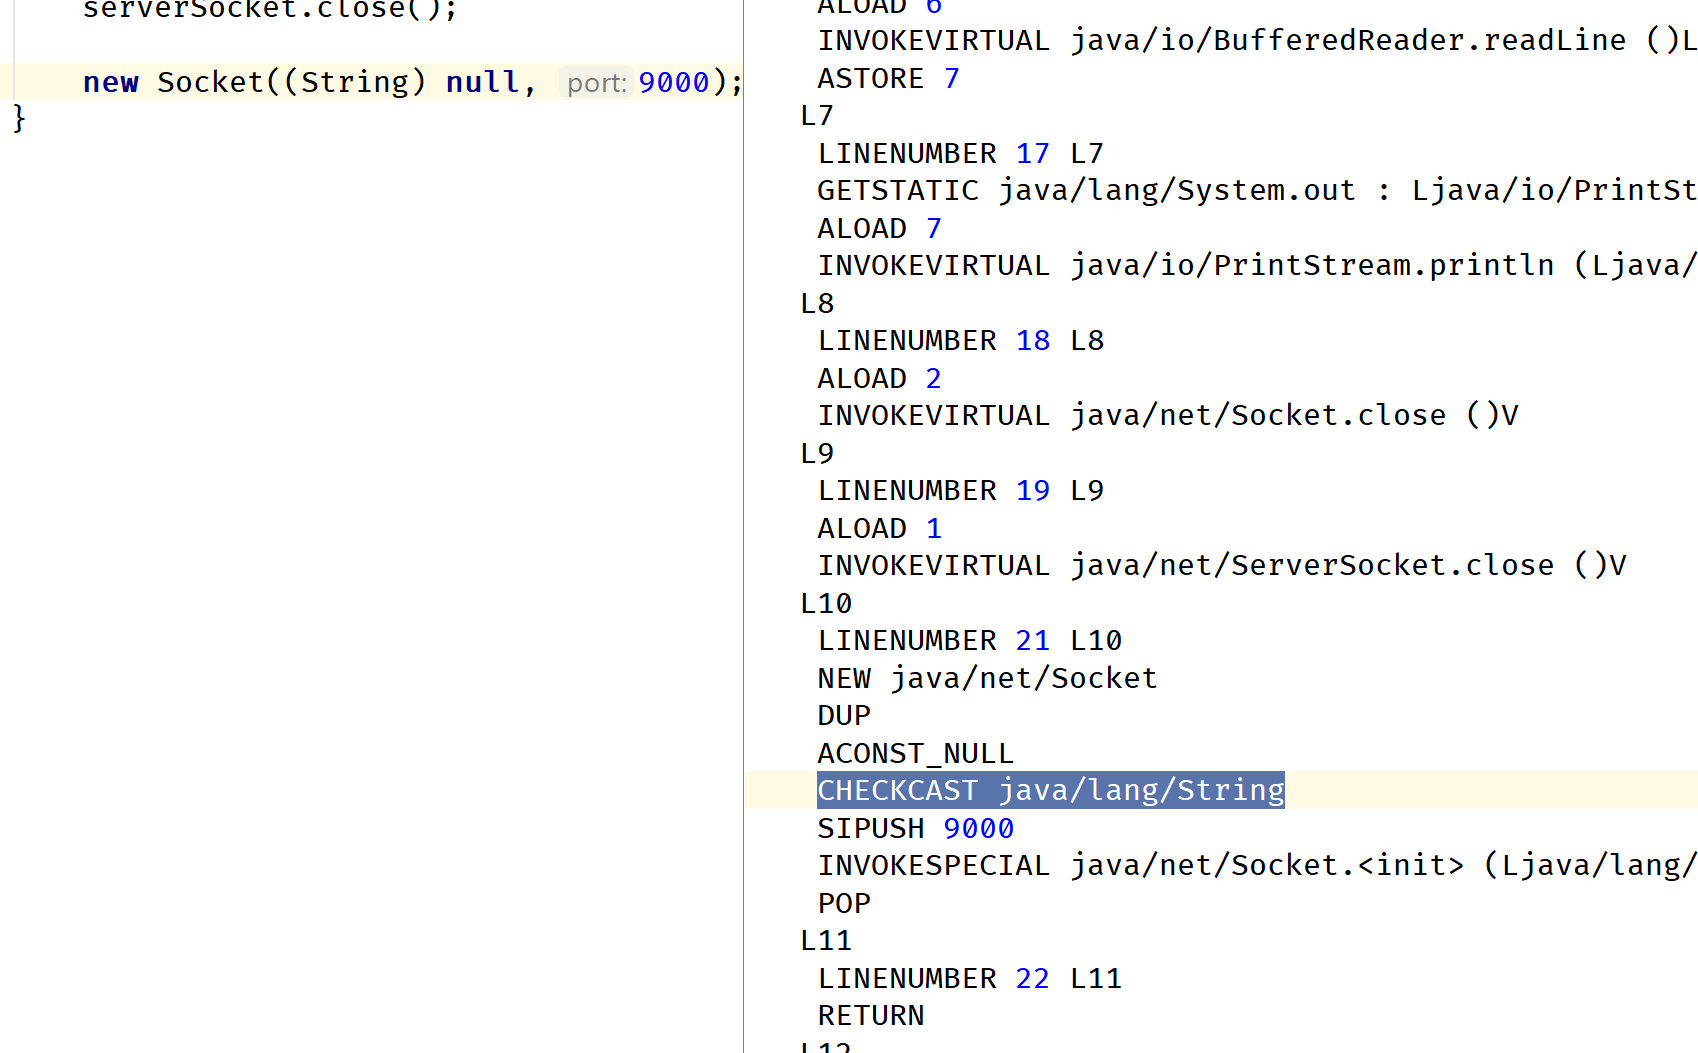 serverSocket.close();
new Socket((String) null, port: 9000);
}
ALOAD 6
INVOKEVIRTUAL java/io/BufferedReader.readLine ()L
ASTORE 7
L7
LINENUMBER 17 L7
GETSTATIC java/lang/System.out : Ljava/io/PrintSt
ALOAD 7
INVOKEVIRTUAL java/io/PrintStream.println (Ljava/
L8
LINENUMBER 18 L8
ALOAD 2
INVOKEVIRTUAL java/net/Socket.close ()V
L9
LINENUMBER 19 L9
ALOAD 1
INVOKEVIRTUAL java/net/ServerSocket.close ()V
L10
LINENUMBER 21 L10
NEW java/net/Socket
DUP
ACONST_NULL
CHECKCAST java/lang/String
SIPUSH 9000
INVOKESPECIAL java/net/Socket.<init> (Ljava/lang/
POP
L11
LINENUMBER 22 L11
RETURN
L12